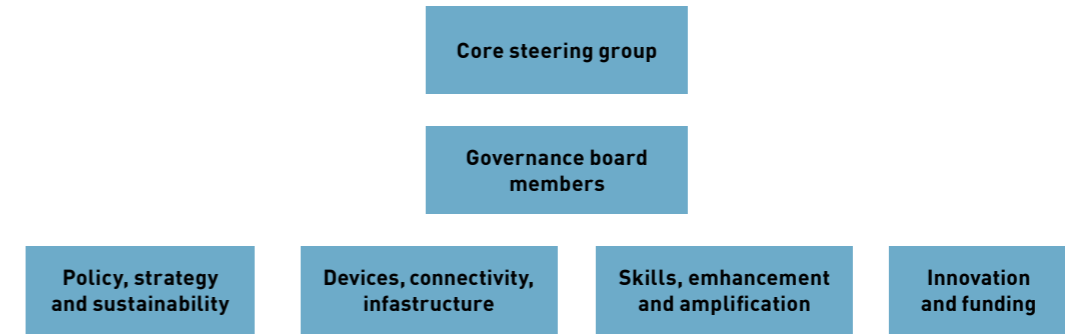 Core steering group
Governance board
members
Policy, strategy
and sustainability
Devices, connectivity,
infastructure
Skills, emhancement
and amplification
Innovation
and funding